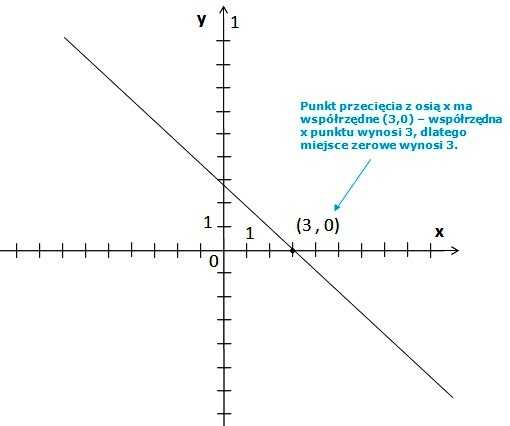 y
1
Punkt przecięcia z osią x ma
współrzędne (3,0) – współrzędna
x punktu wynosi 3, dlatego
miejsce zerowe wynosi 3.
1
1
(3 , 0)
x
0